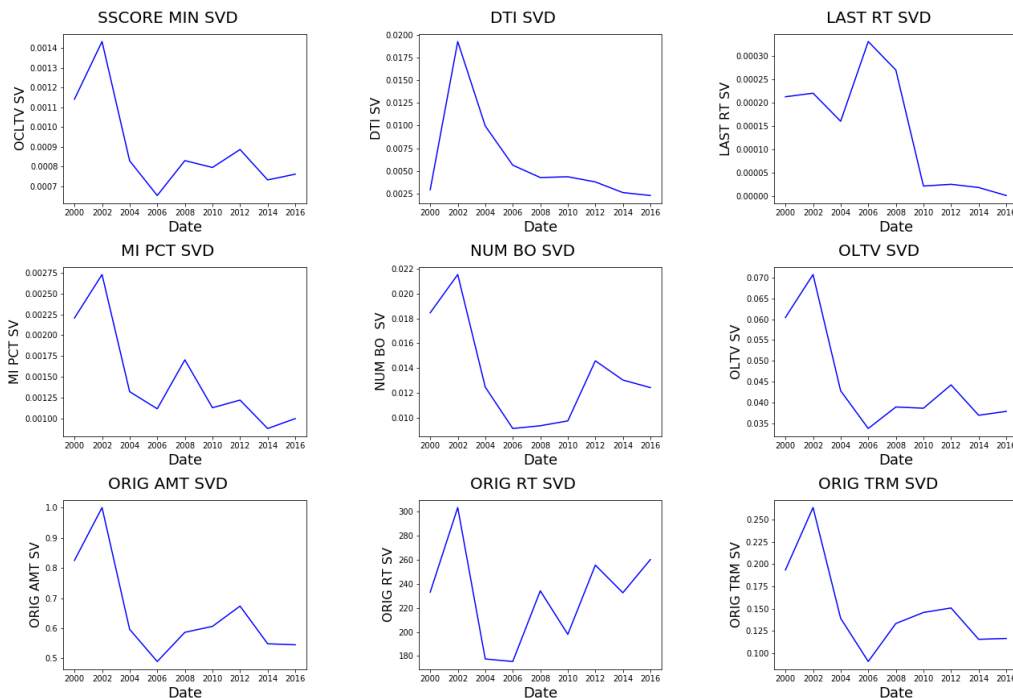 SSCORE MIN SVD
OCLTV SV
0.0014
0.0013
0.0012
0.0011
0.0010
0.0009
0.0008
0.0007
2000 2002 2004 2006 2008 2010 2012 2014 2016
Date
DTI SVD
DTI SV
0.0200
0.0175
0.0150
0.0125
0.0100
0.0075
0.0050
0.0025
2000 2002 2004 2006 2008 2010 2012 2014 2016
Date
LAST RT SVD
LAST RT SV
0.00030
0.00025
0.00020
0.00015
0.00010
0.00005
0.00000
2000 2002 2004 2006 2008 2010 2012 2014 2016
Date
MI PCT SVD
MI PCT SV
0.00275
0.00250
0.00225
0.00200
0.00175
0.00150
0.00125
0.00100
2000 2002 2004 2006 2008 2010 2012 2014 2016
Date
NUM BO SVD
NUM BO SV
0.022
0.020
0.018
0.016
0.014
0.012
0.010
2000 2002 2004 2006 2008 2010 2012 2014 2016
Date
OLTV SVD
OLTV SV
0.070
0.065
0.060
0.055
0.050
0.045
0.040
0.035
2000 2002 2004 2006 2008 2010 2012 2014 2016
Date
ORIG AMT SVD
ORIG AMT SV
1.0
0.9
0.8
0.7
0.6
0.5
2000 2002 2004 2006 2008 2010 2012 2014 2016
Date
ORIG RT SVD
ORIG RT SV
300
280
260
240
220
200
180
2000 2002 2004 2006 2008 2010 2012 2014 2016
Date
ORIG TRM SVD
ORIG TRM SV
0.250
0.225
0.200
0.175
0.150
0.125
0.100
2000 2002 2004 2006 2008 2010 2012 2014 2016
Date